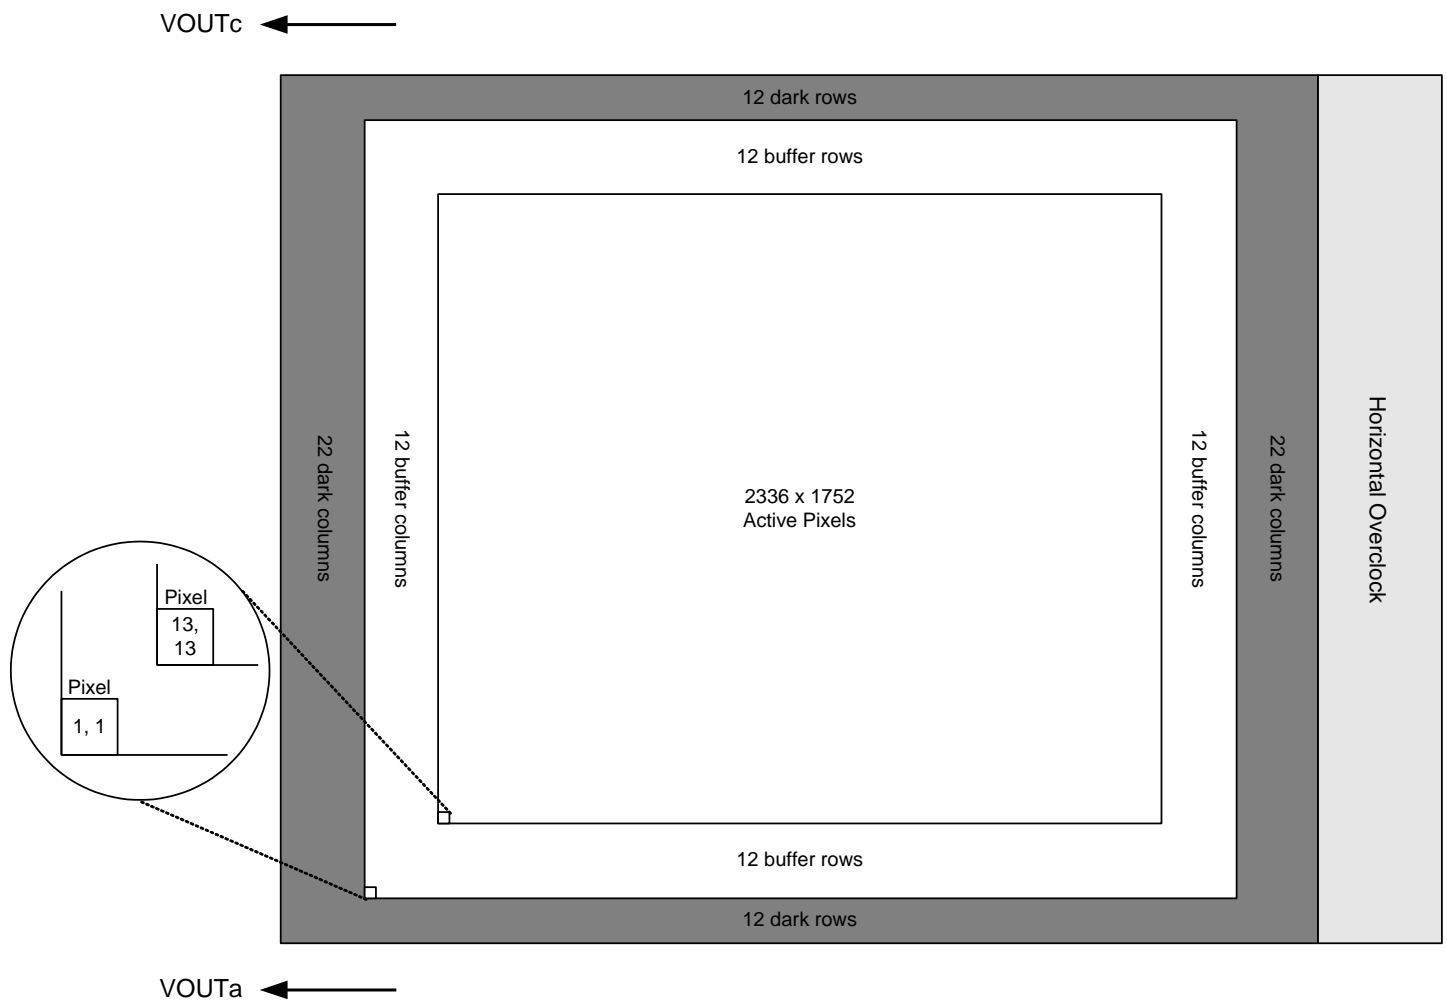 VOUTc
12 dark rows
12 buffer rows
22 dark columns
12 buffer columns
2336 x 1752
Active Pixels
12 buffer columns
22 dark columns
Horizontal Overclock
Pixel
13,
13
Pixel
1, 1
12 buffer rows
12 dark rows
VOUTa